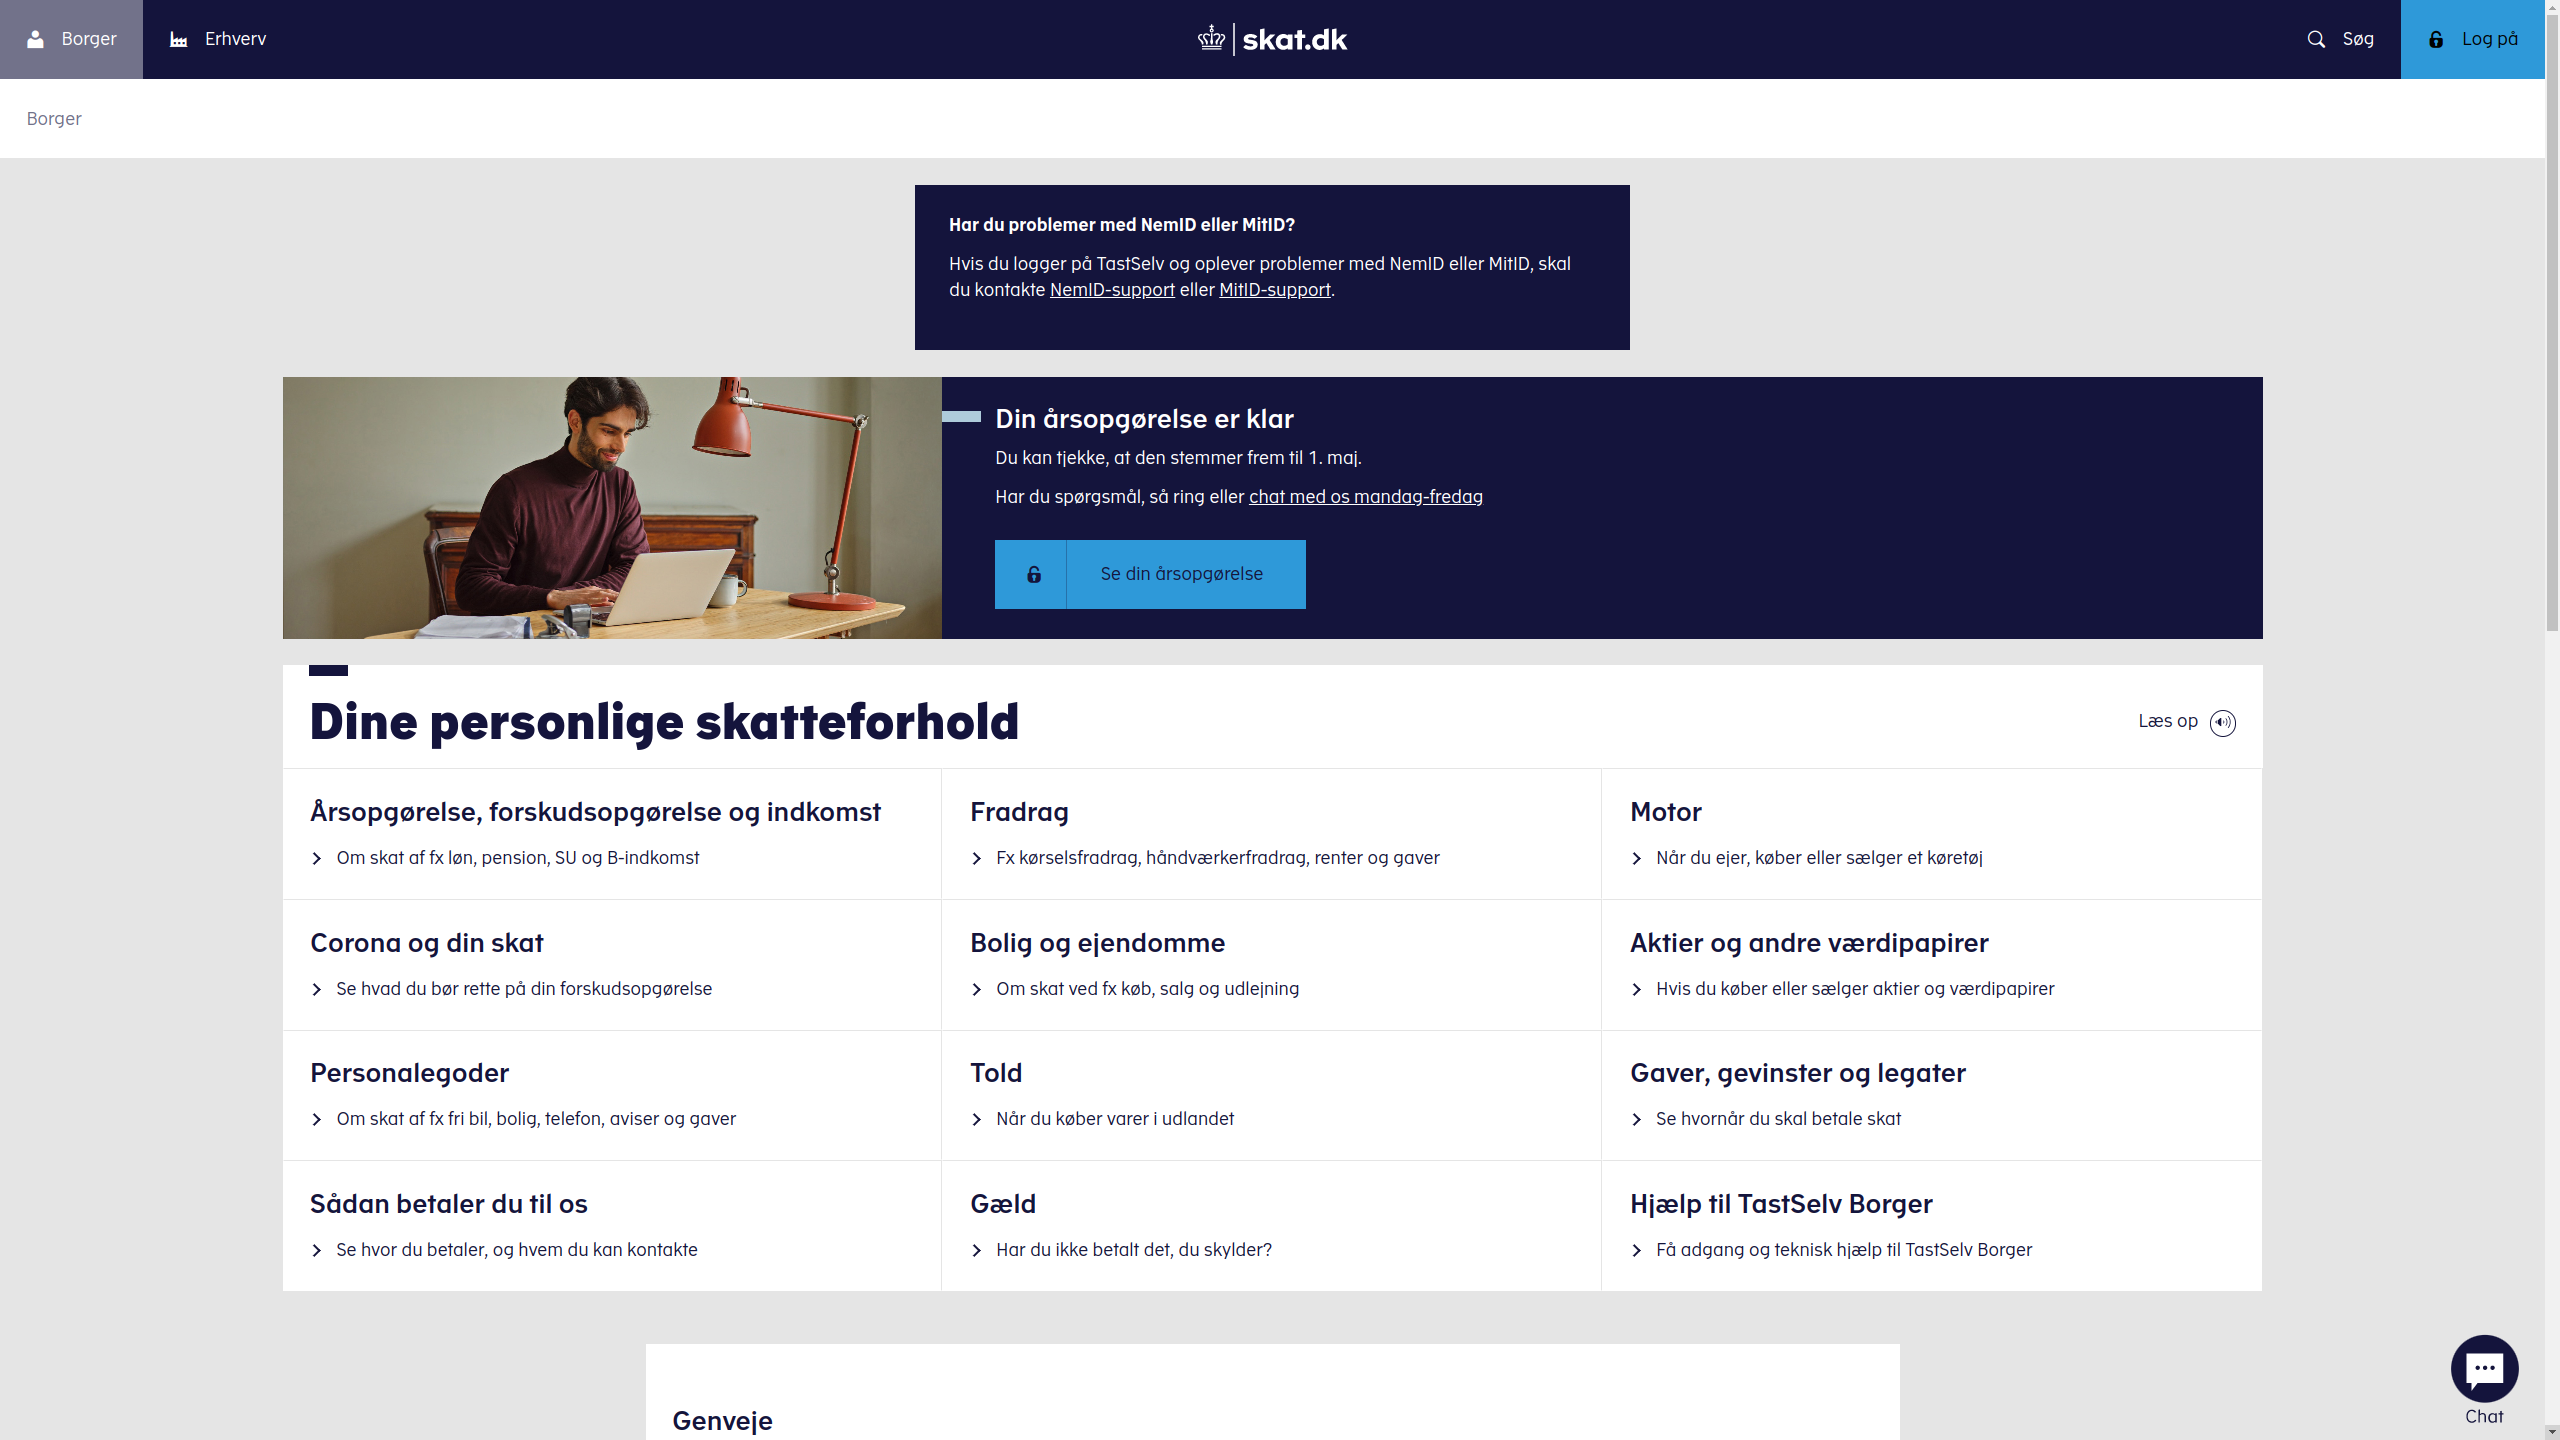 Borger
Erhverv
skat.dk
Søg
Log på
Borger
Har du problemer med NemID eller MitID?
Hvis du logger på TastSelv og oplever problemer med NemID eller MitID, skal
du kontakte NemID-support eller MitID-support.
Din årsopgørelse er klar
Du kan tjekke, at den stemmer frem til 1. maj.
Har du spørgsmål, så ring eller chat med os mandag-fredag
Se din årsopgørelse
Dine personlige skatteforhold
Læs op
Årsopgørelse, forskudsopgørelse og indkomst
Om skat af fx løn, pension, SU og B-indkomst
Fradrag
Fx kørselsfradrag, håndværkerfradrag, renter og gaver
Motor
Når du ejer, køber eller sælger et køretøj
Corona og din skat
Se hvad du bør rette på din forskudsopgørelse
Bolig og ejendomme
Om skat ved fx køb, salg og udlejning
Aktier og andre værdipapirer
Hvis du køber eller sælger aktier og værdipapirer
Personalegoder
Om skat af fx fri bil, bolig, telefon, aviser og gaver
Told
Når du køber varer i udlandet
Gaver, gevinster og legater
Se hvornår du skal betale skat
Sådan betaler du til os
Se hvor du betaler, og hvem du kan kontakte
Gæld
Har du ikke betalt det, du skylder?
Hjælp til TastSelv Borger
Få adgang og teknisk hjælp til TastSelv Borger
Genveje
Chat